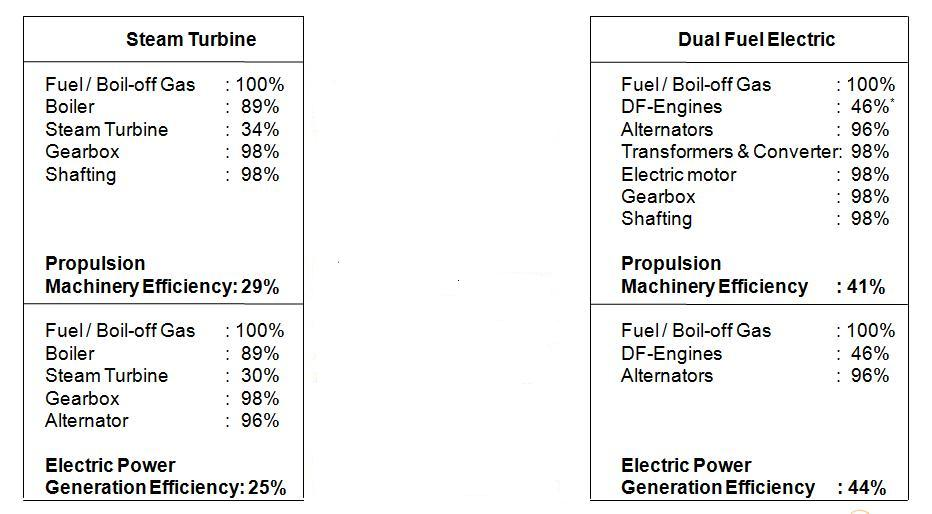 Steam Turbine
Fuel / Boil-off Gas : 100%
Boiler : 89%
Steam Turbine : 34%
Gearbox : 98%
Shafting : 98%
Propulsion
Machinery Efficiency: 29%
Fuel / Boil-off Gas : 100%
Boiler : 89%
Steam Turbine : 30%
Gearbox : 98%
Alternator : 96%
Electric Power
Generation Efficiency: 25%
Dual Fuel Electric
Fuel / Boil-off Gas : 100%
DF-Engines : 46%*
Alternators : 96%
Transformers & Converter: 98%
Electric motor : 98%
Gearbox : 98%
Shafting : 98%
Propulsion
Machinery Efficiency : 41%
Fuel / Boil-off Gas : 100%
DF-Engines : 46%
Alternators : 96%
Electric Power
Generation Efficiency : 44%